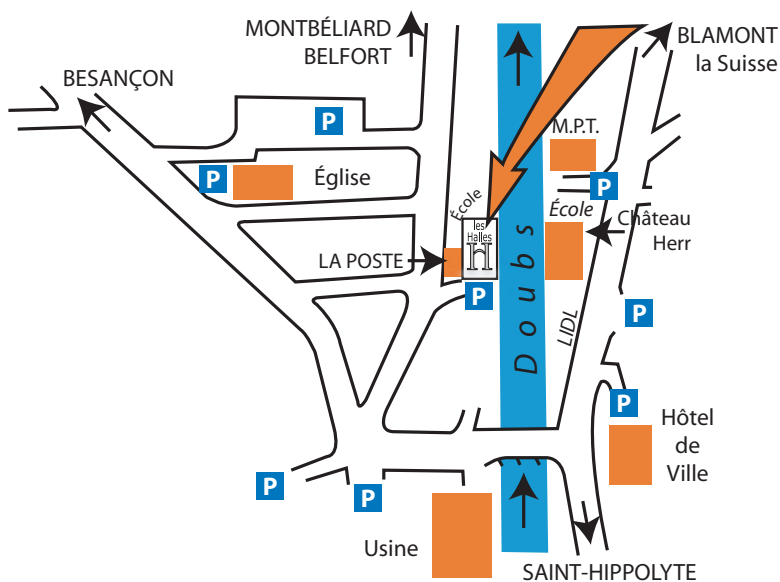 MONTBÉLIARD
BELFORT
BLAMONT
la Suisse
BESANÇON
P
M.P.T.
P
Église
P
École
École
Château
Herr
les
Halles
H
LA POSTE
P
P
Doubs
LIDL
P
Hôtel
de
Ville
P
P
Usine
SAINT-HIPPOLYTE